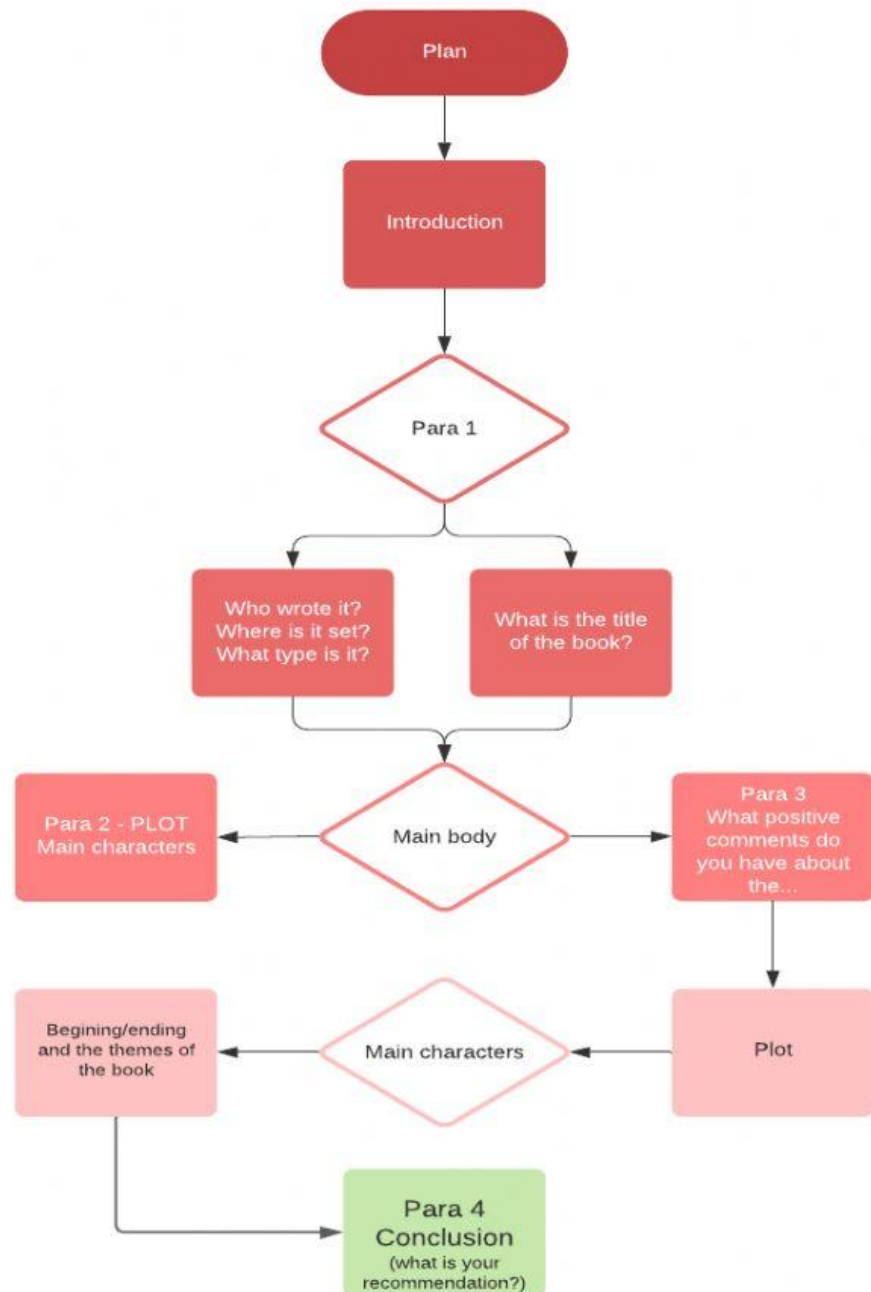 Plan
Introduction
Para 1
Who wrote it?
Where is it set?
What type is it?
What is the title
of the book?
Para 2 - PLOT
Main characters
Main body
Para 3
What positive
comments do
you have about
the...
Plot
Main characters
Begining/ending
and the themes of
the book
Para 4
Conclusion
(what is your
recommendation?)